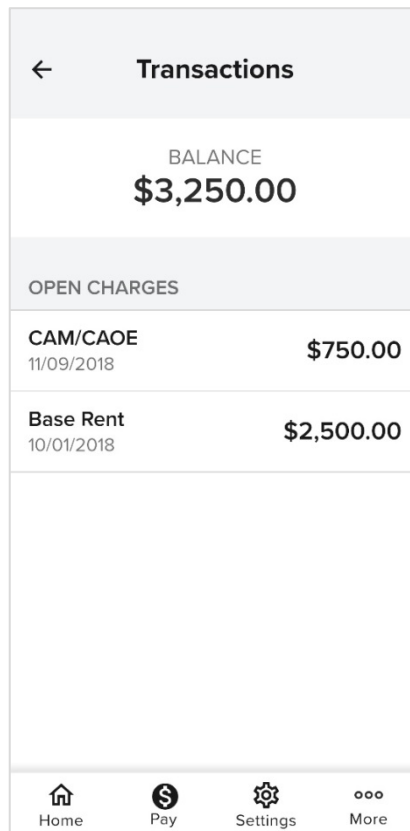 Transactions
BALANCE
$3,250.00
OPEN CHARGES
CAM/CAOE
$750.00
11/09/2018
Base Rent
$2,500.00
10/01/2018
Home
Pay
Settings
More